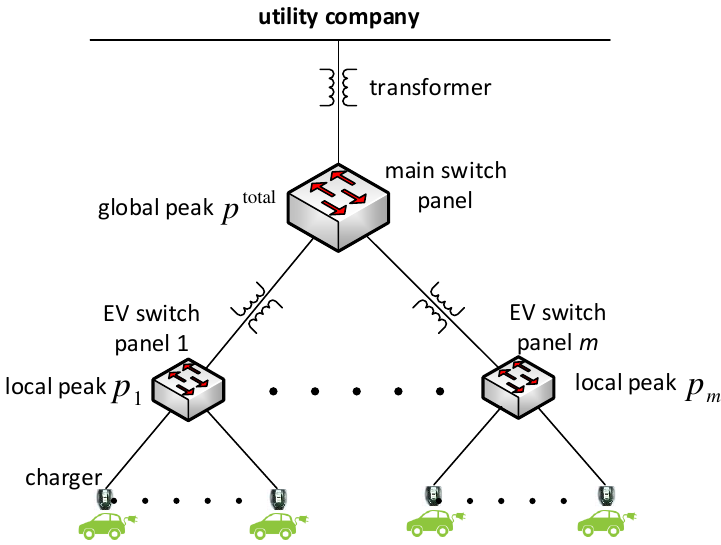 utility company
transformer
main switch
panel
global peak p^total
EV switch
panel 1
EV switch
panel m
local peak p_1
local peak p_m
charger